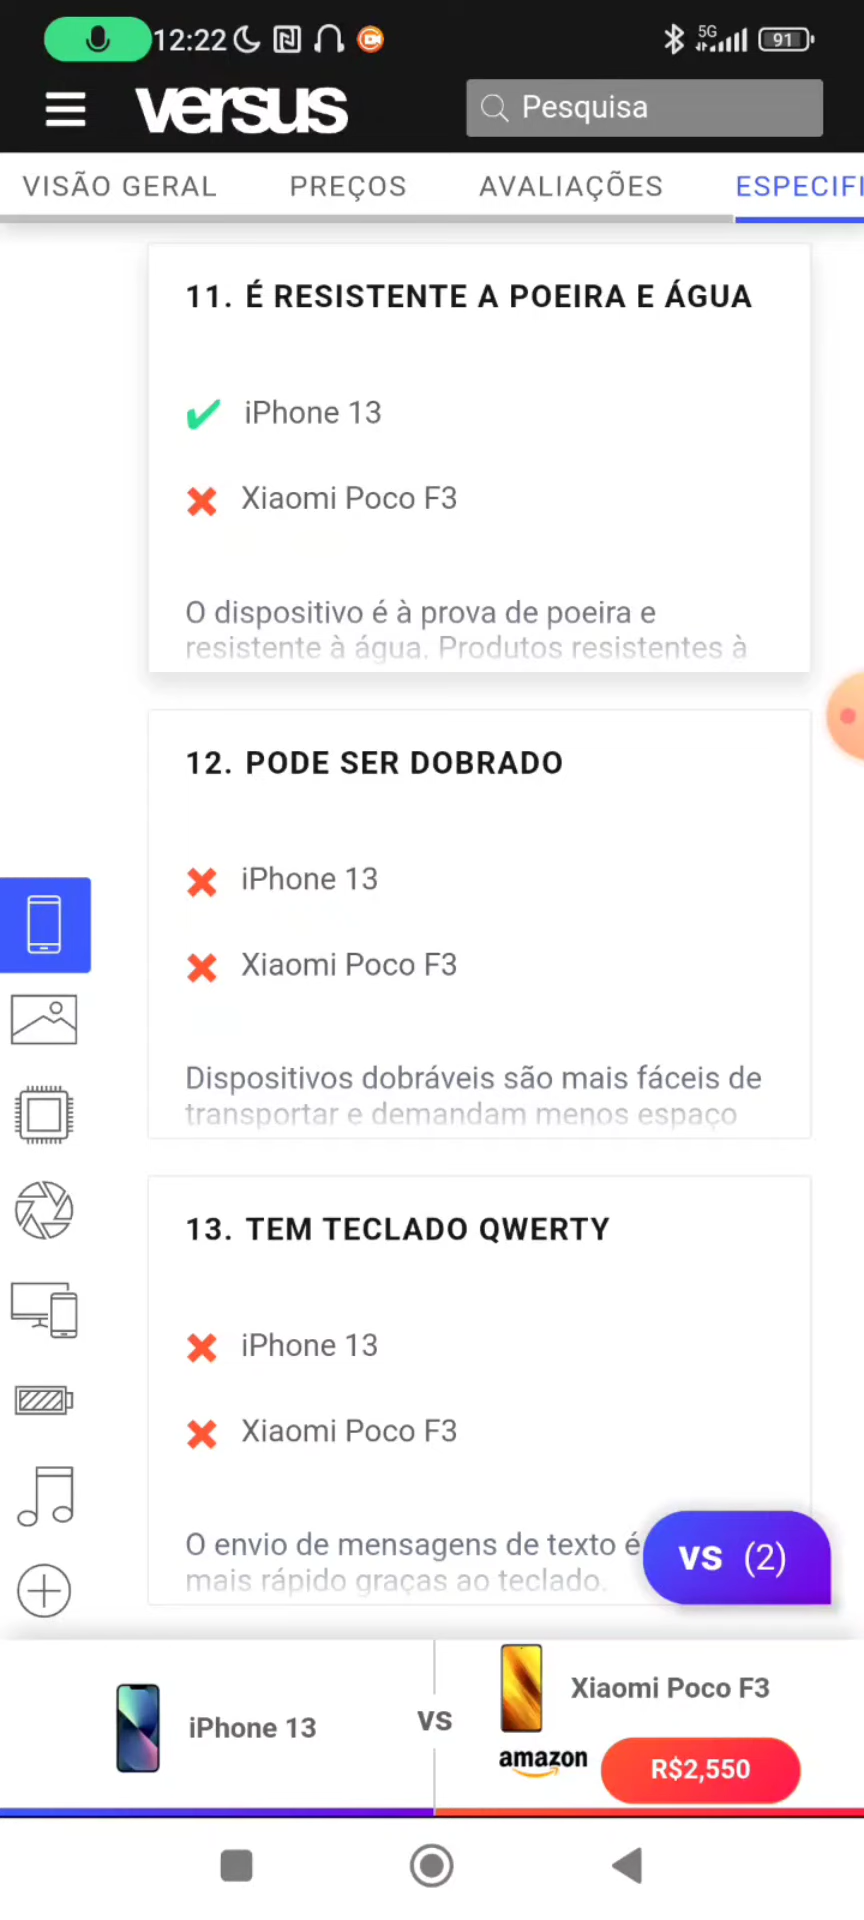 12:22
5G
91
versus
Pesquisa
VISÃO GERAL PREÇOS AVALIAÇÕES ESPECIFI
11. É RESISTENTE A POEIRA E ÁGUA
iPhone 13
Xiaomi Poco F3
O dispositivo é à prova de poeira e
resistente à água. Produtos resistentes à
12. PODE SER DOBRADO
iPhone 13
Xiaomi Poco F3
Dispositivos dobráveis são mais fáceis de
transportar e demandam menos espaço
13. TEM TECLADO QWERTY
iPhone 13
Xiaomi Poco F3
O envio de mensagens de texto é
mais rápido graças ao teclado.
vs (2)
iPhone 13
vs
Xiaomi Poco F3
amazon
R$2,550